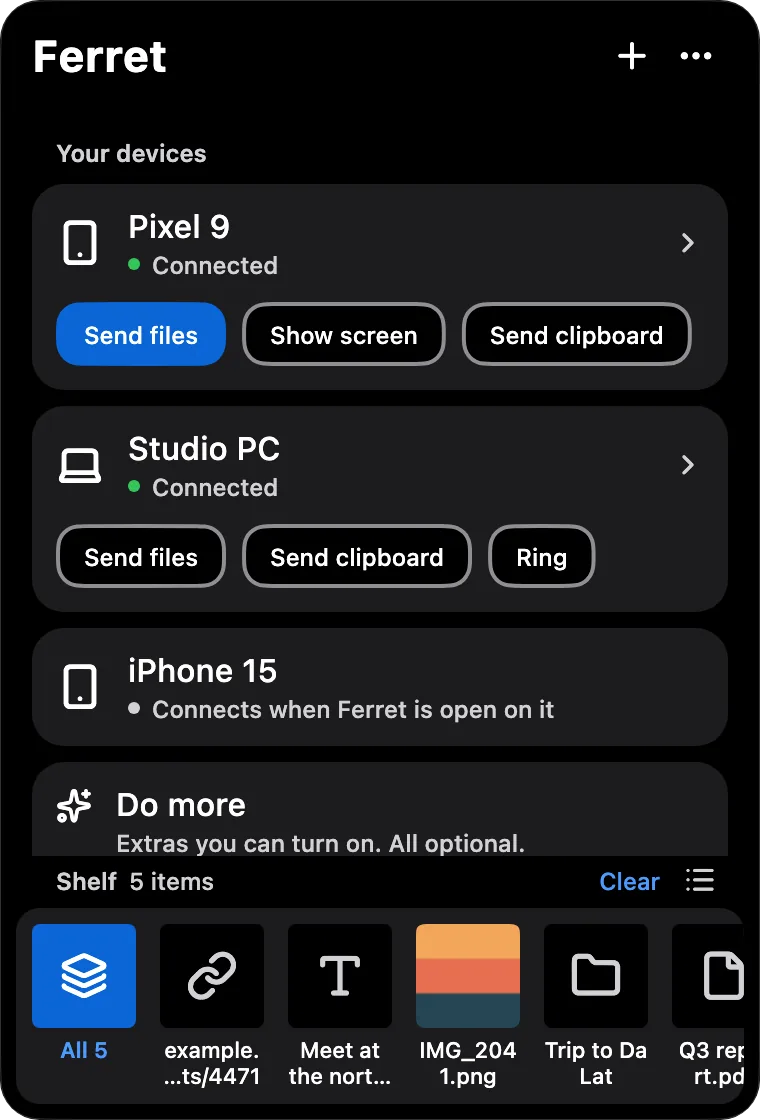 Ferret
Your devices
Pixel 9
Connected
Send files
Show screen
Send clipboard
Studio PC
Connected
Send files
Send clipboard
Ring
iPhone 15
Connects when Ferret is open on it
Do more
Extras you can turn on. All optional.
Shelf 5 items
Clear
All 5
example.
...ts/4471
Meet at
the nort...
IMG_204
1.png
Trip to Da
Lat
Q3 rep
rt.pd